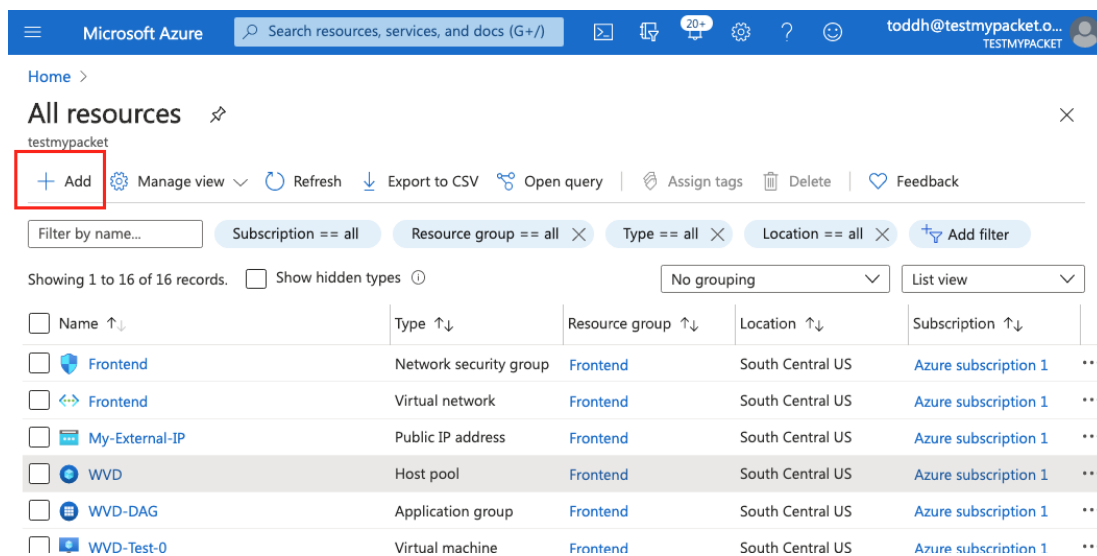 Microsoft Azure Search resources, services, and docs (G+/) 20+ toddh@testmypacket.o...
TESTMYPACKET
Home >
All resources
testmypacket
+ Add Manage view Refresh Export to CSV Open query Assign tags Delete Feedback
Filter by name... Subscription == all Resource group == all Type == all Location == all Add filter
Showing 1 to 16 of 16 records. Show hidden types No grouping List view
Name Type Resource group Location Subscription
Frontend Network security group Frontend South Central US Azure subscription 1
Frontend Virtual network Frontend South Central US Azure subscription 1
My-External-IP Public IP address Frontend South Central US Azure subscription 1
WVD Host pool Frontend South Central US Azure subscription 1
WVD-DAG Application group Frontend South Central US Azure subscription 1
WVD-Test-0 Virtual machine Frontend South Central US Azure subscription 1